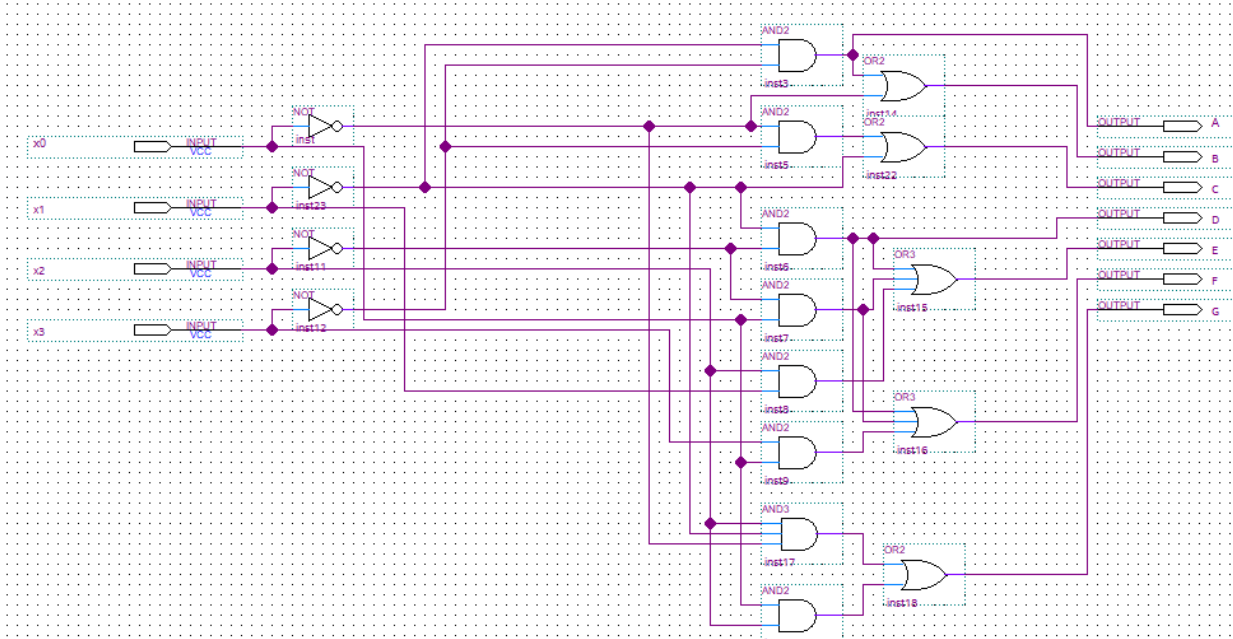 AND2
inst3
OR2
inst14
NOT
inst
x0
INPUT
VCC
AND2
inst5
OR2
inst22
OUTPUT
A
OUTPUT
B
NOT
inst23
x1
INPUT
VCC
OUTPUT
C
AND2
inst6
OUTPUT
D
NOT
inst11
x2
INPUT
VCC
OR3
inst15
OUTPUT
E
OUTPUT
F
NOT
inst12
x3
INPUT
VCC
AND2
inst7
OUTPUT
G
AND2
inst8
OR3
inst16
AND2
inst9
AND3
inst17
OR2
inst18
AND2